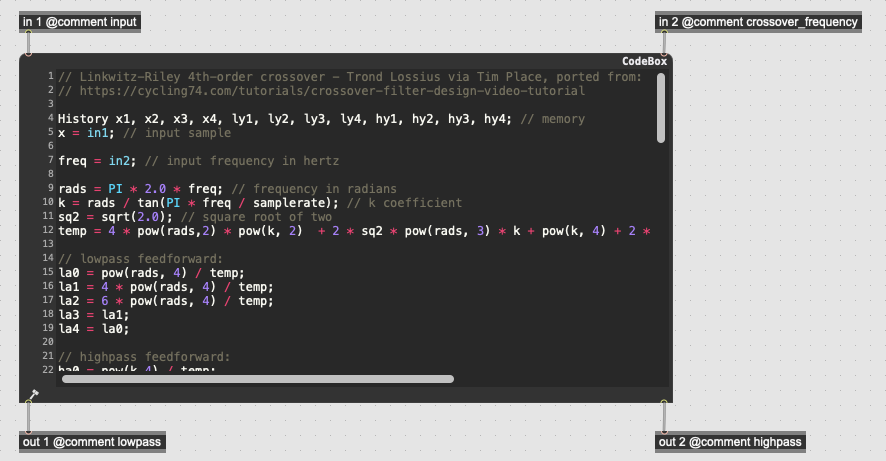 in 1 @comment input
in 2 @comment crossover_frequency
CodeBox
1 // Linkwitz-Riley 4th-order crossover - Trond Lossius via Tim Place, ported from:
2 // https://cycling74.com/tutorials/crossover-filter-design-video-tutorial
3
4 History x1, x2, x3, x4, ly1, ly2, ly3, ly4, hy1, hy2, hy3, hy4; // memory
5 x = in1; // input sample
6
7 freq = in2; // input frequency in hertz
8
9 rads = PI * 2.0 * freq; // frequency in radians
10 k = rads / tan(PI * freq / samplerate); // k coefficient
11 sq2 = sqrt(2.0); // square root of two
12 temp = 4 * pow(rads,2) * pow(k, 2)  + 2 * sq2 * pow(rads, 3) * k + pow(k, 4) + 2 *
13
14 // lowpass feedforward:
15 la0 = pow(rads, 4) / temp;
16 la1 = 4 * pow(rads, 4) / temp;
17 la2 = 6 * pow(rads, 4) / temp;
18 la3 = la1;
19 la4 = la0;
20
21 // highpass feedforward:
22 ha0 = pow(k,4) / temp;
out 1 @comment lowpass
out 2 @comment highpass